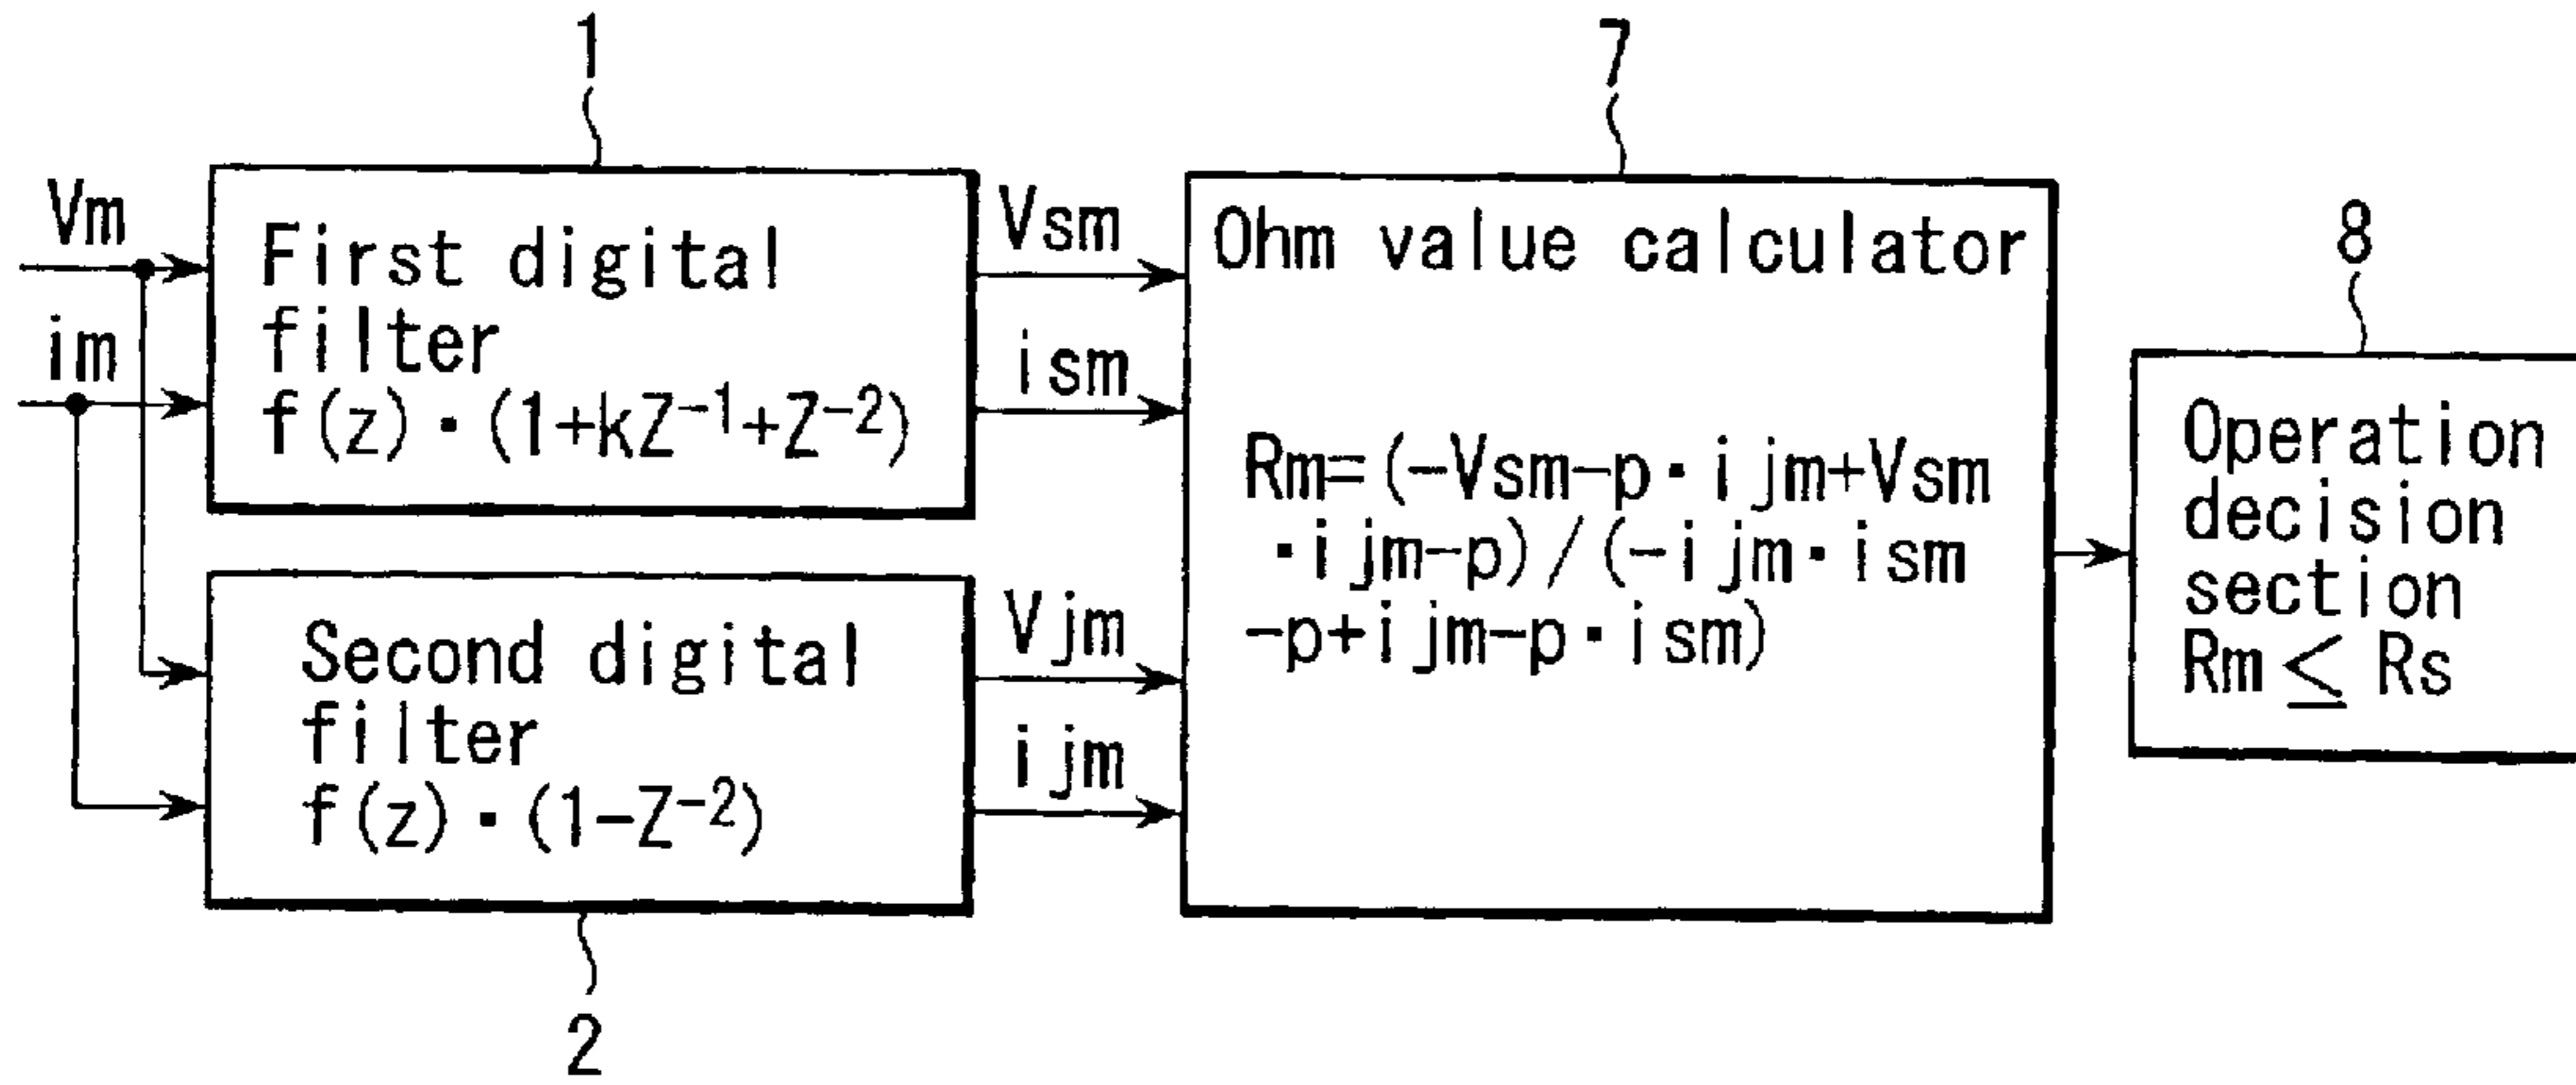 1
7
8
Vm
im
First digital
filter
f(z)・(1+kZ⁻¹+Z⁻²)
Vsm
ism
Second digital
filter
f(z)・(1-Z⁻²)
2
Vjm
ijm
Ohm value calculator
Rm=(-Vsm-p・ijm+Vsm
・ijm-p)/(-ijm・ism
-p+ijm-p・ism)
Operation
decision
section
Rm ≦ Rs